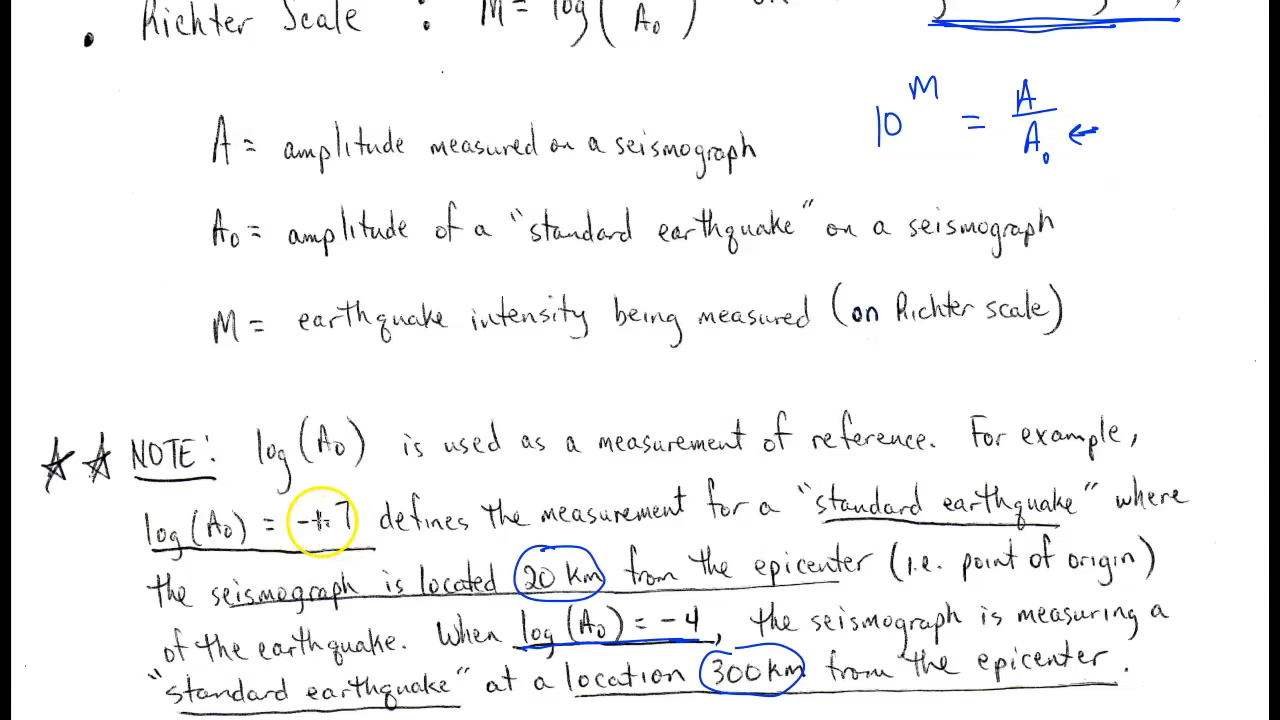 • Richter Scale : M = log( A0 )
10^M = A/A0 ←
A = amplitude measured on a seismograph
A0 = amplitude of a "standard earthquake" on a seismograph
M = earthquake intensity being measured (on Richter scale)
☆☆ NOTE: log(A0) is used as a measurement of reference. For example,
log(A0) = -1.7 defines the measurement for a "standard earthquake" where
the seismograph is located 20 km from the epicenter (i.e. point of origin)
of the earthquake. When log(A0) = -4, the seismograph is measuring a
"standard earthquake" at a location 300km from the epicenter.